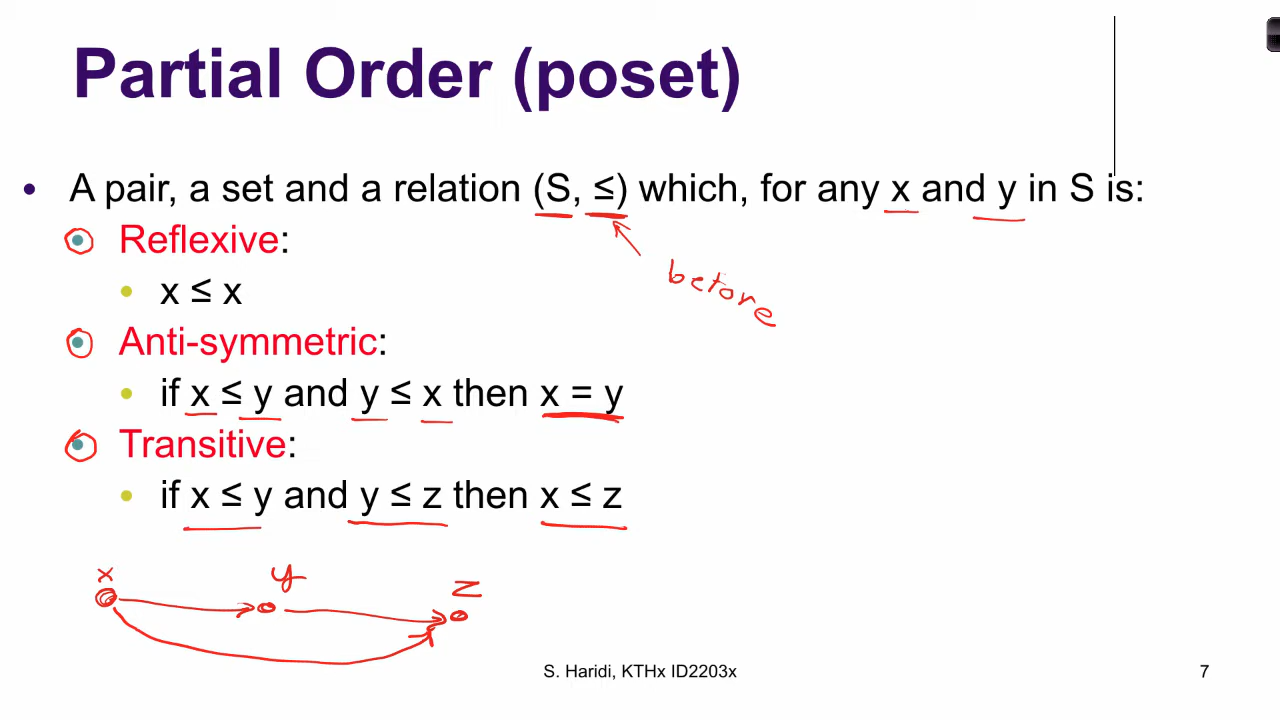 Partial Order (poset)
• A pair, a set and a relation (S, ≤) which, for any x and y in S is:
• Reflexive:
• x ≤ x
before
• Anti-symmetric:
• if x ≤ y and y ≤ x then x = y
• Transitive:
• if x ≤ y and y ≤ z then x ≤ z
x y z
S. Haridi, KTHx ID2203x 7